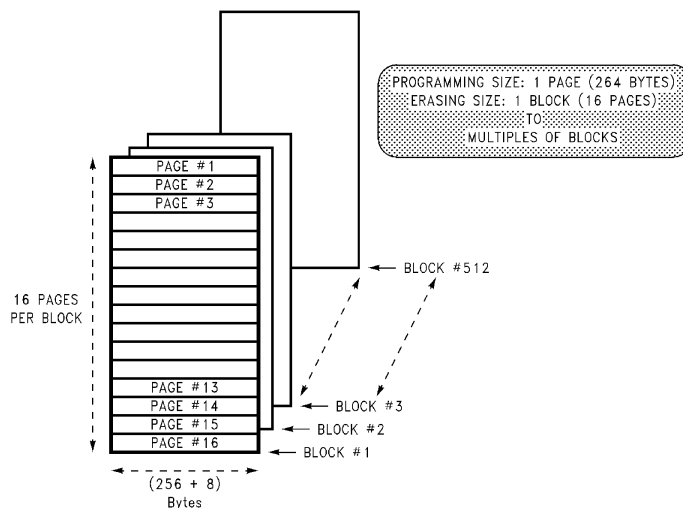 PROGRAMMING SIZE: 1 PAGE (264 BYTES)
ERASING SIZE: 1 BLOCK (16 PAGES)
TO
MULTIPLES OF BLOCKS
PAGE #1
PAGE #2
PAGE #3
BLOCK #512
16 PAGES
PER BLOCK
PAGE #13
PAGE #14
BLOCK #3
PAGE #15
BLOCK #2
PAGE #16
BLOCK #1
(256 + 8)
Bytes